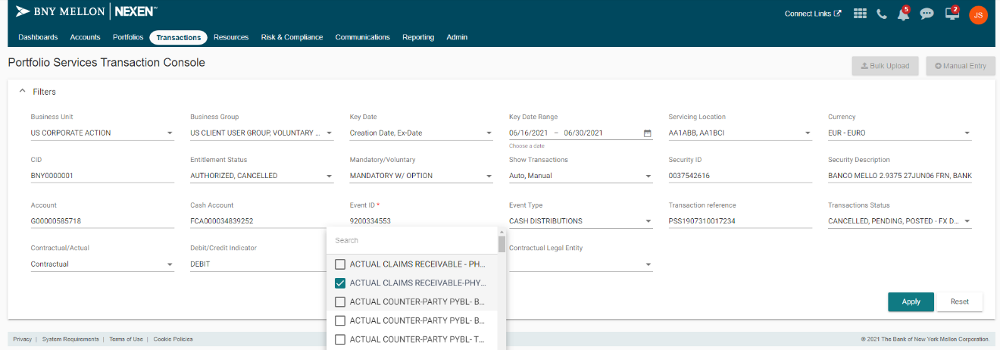 BNY MELLON | NEXEN℠
Connect Links
5
2
JS
Dashboards Accounts Portfolios Transactions Resources Risk & Compliance Communications Reporting Admin
Portfolio Services Transaction Console
Bulk Upload
Manual Entry
Filters
Business Unit Business Group Key Date Key Date Range Servicing Location Currency
US CORPORATE ACTION US CLIENT USER GROUP, VOLUNTARY ... Creation Date, Ex-Date 06/16/2021 – 06/30/2021 AA1ABB, AA1BCI EUR - EURO
Choose a date
CID Entitlement Status Mandatory/Voluntary Show Transactions Security ID Security Description
BNY0000001 AUTHORIZED, CANCELLED MANDATORY W/ OPTION Auto, Manual 0037542616 BANCO MELLO 2.9375 27JUN06 FRN, BANK
Account Cash Account Event ID * Event Type Transaction reference Transactions Status
G00000585718 FCA000034839252 9200334553 CASH DISTRIBUTIONS PSS1907310017234 CANCELLED, PENDING, POSTED - FX D...
Contractual/Actual Debit/Credit Indicator Search Contractual Legal Entity
Contractual DEBIT
ACTUAL CLAIMS RECEIVABLE - PH...
ACTUAL CLAIMS RECEIVABLE-PHY...
ACTUAL COUNTER-PARTY PYBL- B...
ACTUAL COUNTER-PARTY PYBL- B...
ACTUAL COUNTER-PARTY PYBL- T...
Apply Reset
Privacy | System Requirements | Terms of Use | Cookie Policies
© 2021 The Bank of New York Mellon Corporation.